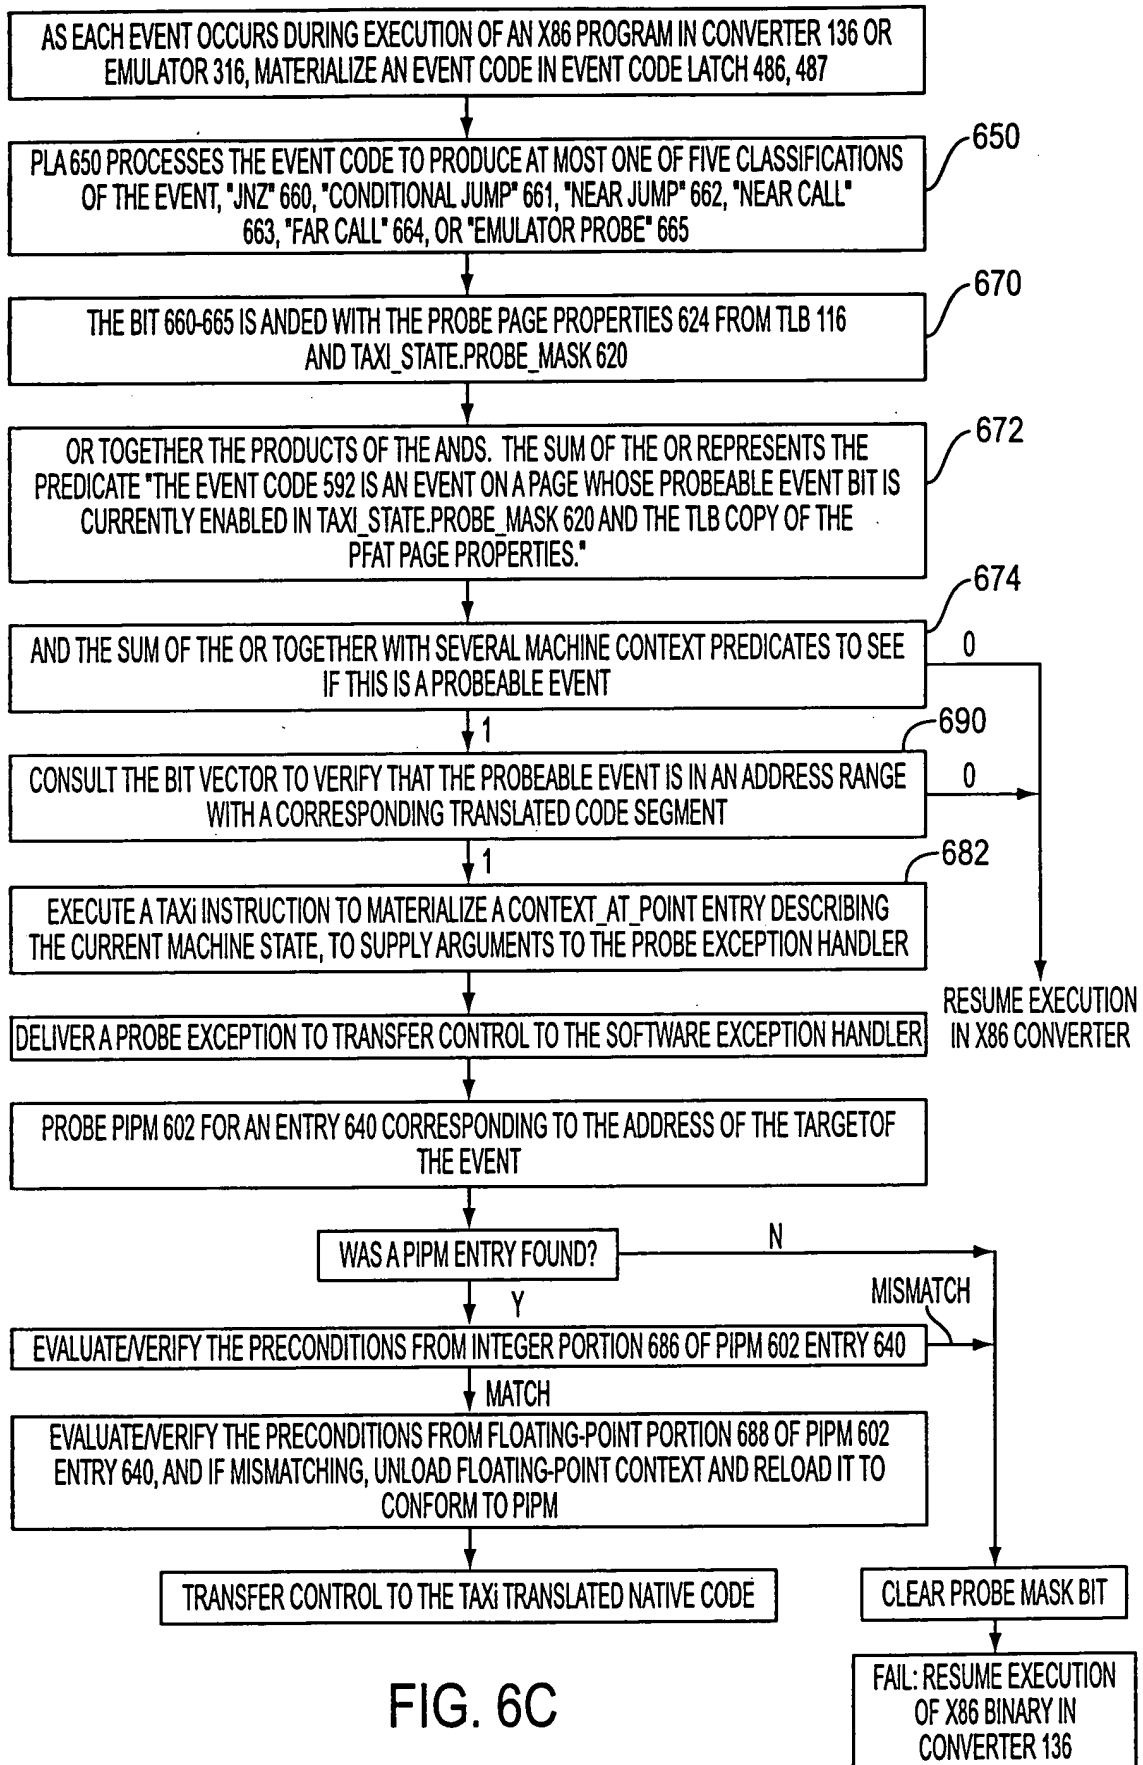 AS EACH EVENT OCCURS DURING EXECUTION OF AN X86 PROGRAM IN CONVERTER 136 OR
EMULATOR 316, MATERIALIZE AN EVENT CODE IN EVENT CODE LATCH 486, 487
650
PLA 650 PROCESSES THE EVENT CODE TO PRODUCE AT MOST ONE OF FIVE CLASSIFICATIONS
OF THE EVENT, "JNZ" 660, "CONDITIONAL JUMP" 661, "NEAR JUMP" 662, "NEAR CALL"
663, "FAR CALL" 664, OR "EMULATOR PROBE" 665
670
THE BIT 660-665 IS ANDED WITH THE PROBE PAGE PROPERTIES 624 FROM TLB 116
AND TAXI_STATE.PROBE_MASK 620
672
OR TOGETHER THE PRODUCTS OF THE ANDS. THE SUM OF THE OR REPRESENTS THE
PREDICATE "THE EVENT CODE 592 IS AN EVENT ON A PAGE WHOSE PROBEABLE EVENT BIT IS
CURRENTLY ENABLED IN TAXI_STATE.PROBE_MASK 620 AND THE TLB COPY OF THE
PFAT PAGE PROPERTIES."
674
AND THE SUM OF THE OR TOGETHER WITH SEVERAL MACHINE CONTEXT PREDICATES TO SEE
IF THIS IS A PROBEABLE EVENT
0
1
690
CONSULT THE BIT VECTOR TO VERIFY THAT THE PROBEABLE EVENT IS IN AN ADDRESS RANGE
WITH A CORRESPONDING TRANSLATED CODE SEGMENT
0
1
682
EXECUTE A TAXi INSTRUCTION TO MATERIALIZE A CONTEXT_AT_POINT ENTRY DESCRIBING
THE CURRENT MACHINE STATE, TO SUPPLY ARGUMENTS TO THE PROBE EXCEPTION HANDLER
RESUME EXECUTION
IN X86 CONVERTER
DELIVER A PROBE EXCEPTION TO TRANSFER CONTROL TO THE SOFTWARE EXCEPTION HANDLER
PROBE PIPM 602 FOR AN ENTRY 640 CORRESPONDING TO THE ADDRESS OF THE TARGETOF
THE EVENT
WAS A PIPM ENTRY FOUND?
N
Y
MISMATCH
EVALUATE/VERIFY THE PRECONDITIONS FROM INTEGER PORTION 686 OF PIPM 602 ENTRY 640
MATCH
EVALUATE/VERIFY THE PRECONDITIONS FROM FLOATING-POINT PORTION 688 OF PIPM 602
ENTRY 640, AND IF MISMATCHING, UNLOAD FLOATING-POINT CONTEXT AND RELOAD IT TO
CONFORM TO PIPM
TRANSFER CONTROL TO THE TAXi TRANSLATED NATIVE CODE
CLEAR PROBE MASK BIT
FAIL: RESUME EXECUTION
OF X86 BINARY IN
CONVERTER 136
FIG. 6C